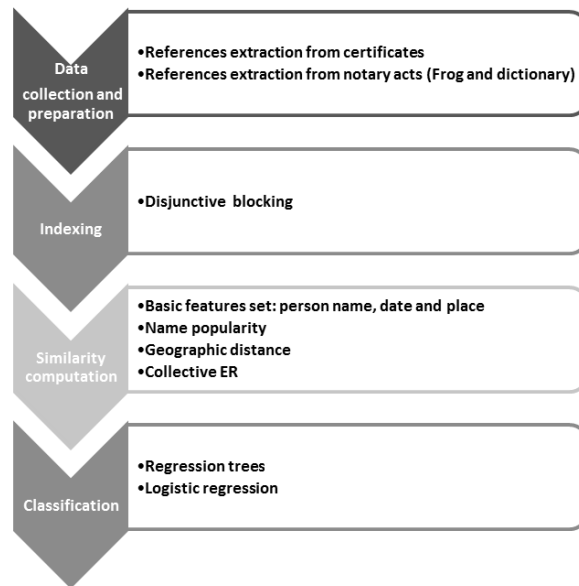 Data
collection and
preparation
•References extraction from certificates
•References extraction from notary acts (Frog and dictionary)
Indexing
•Disjunctive blocking
Similarity
computation
•Basic features set: person name, date and place
•Name popularity
•Geographic distance
•Collective ER
Classification
•Regression trees
•Logistic regression